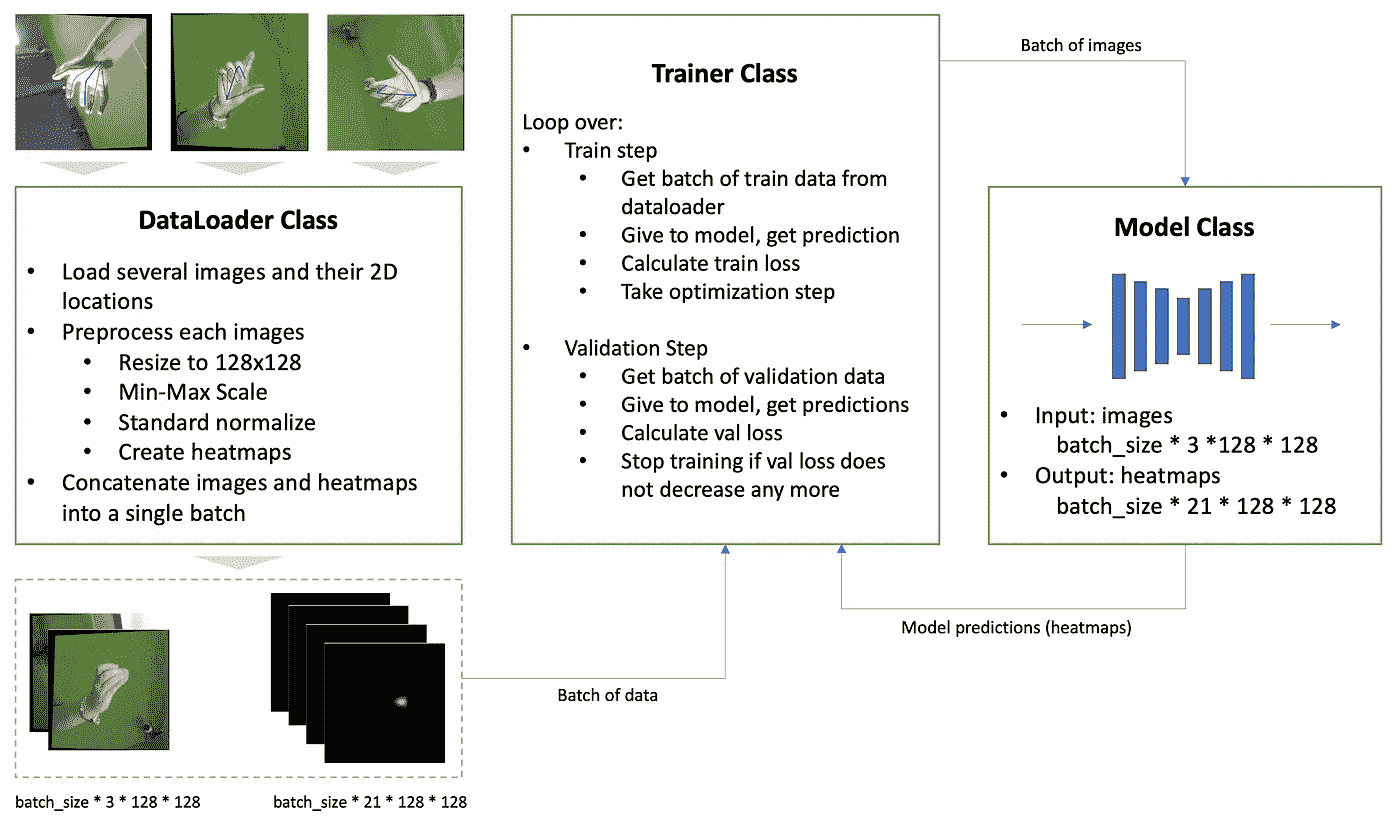 DataLoader Class
• Load several images and their 2D
locations
• Preprocess each images
• Resize to 128x128
• Min-Max Scale
• Standard normalize
• Create heatmaps
• Concatenate images and heatmaps
into a single batch
batch_size * 3 * 128 * 128
batch_size * 21 * 128 * 128
Batch of data
Trainer Class
Loop over:
• Train step
• Get batch of train data from
dataloader
• Give to model, get prediction
• Calculate train loss
• Take optimization step
• Validation Step
• Get batch of validation data
• Give to model, get predictions
• Calculate val loss
• Stop training if val loss does
not decrease any more
Batch of images
Model Class
• Input: images
batch_size * 3 *128 * 128
• Output: heatmaps
batch_size * 21 * 128 * 128
Model predictions (heatmaps)